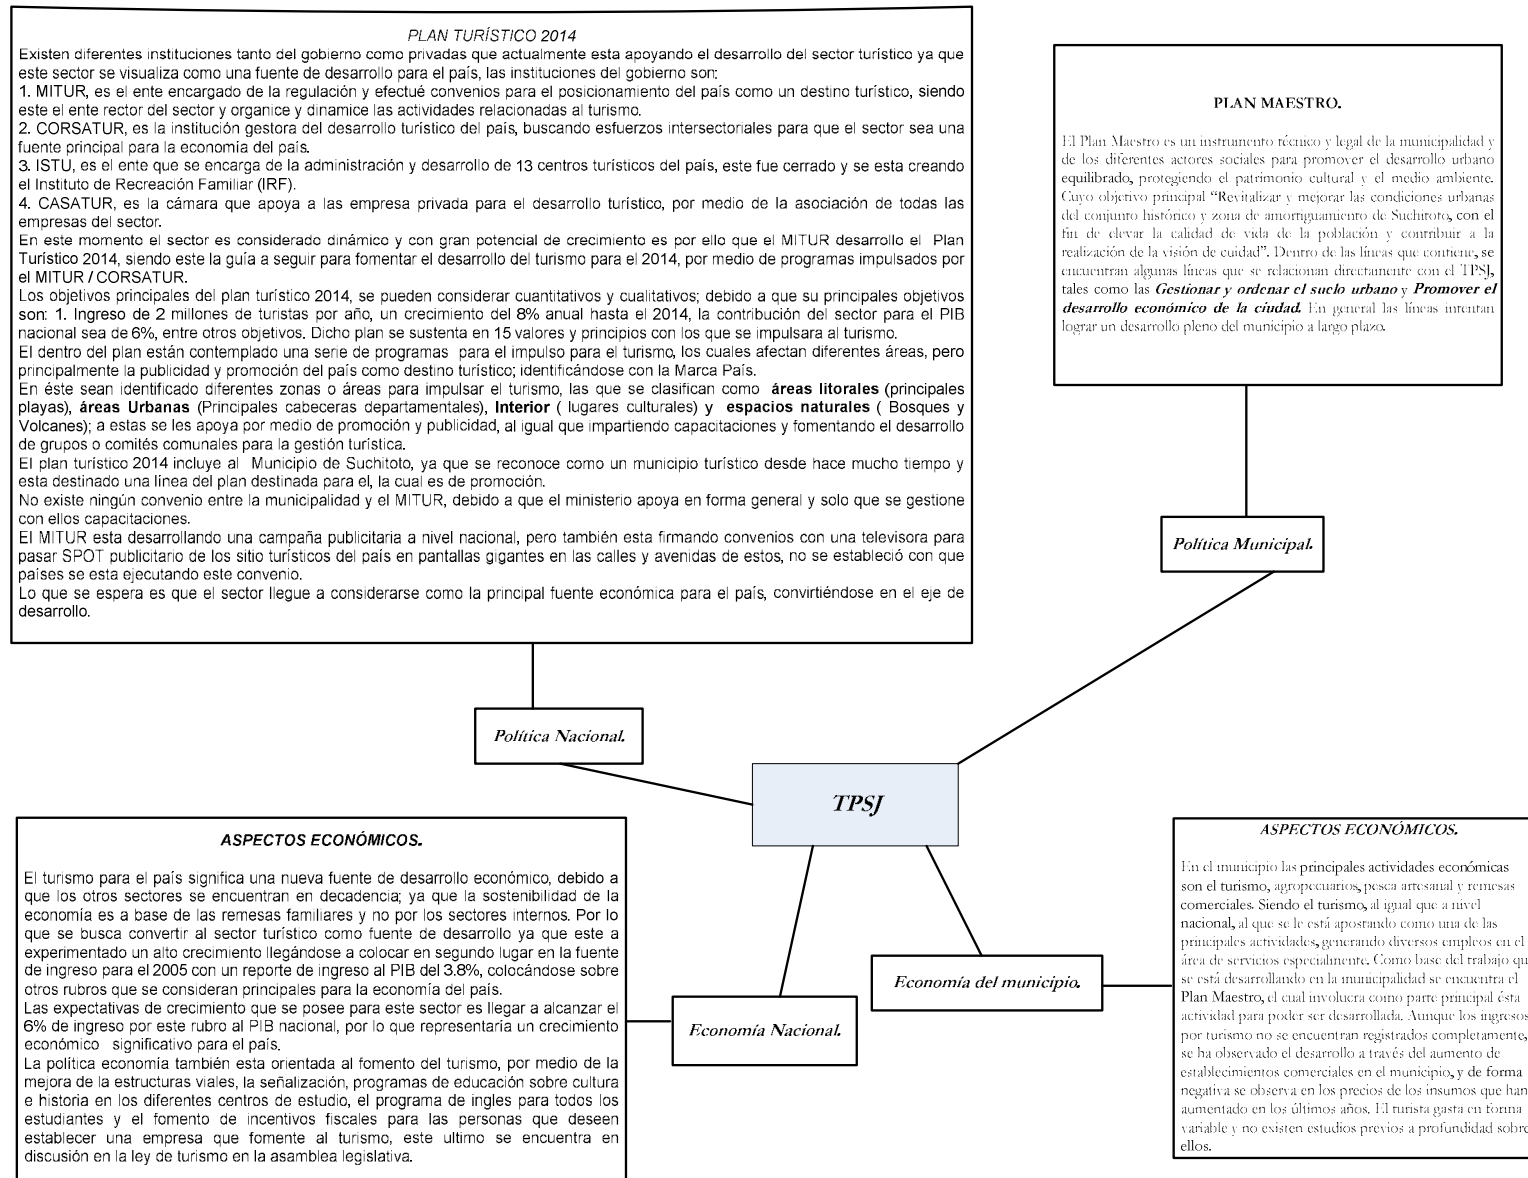 PLAN TURÍSTICO 2014
Existen diferentes instituciones tanto del gobierno como privadas que actualmente esta apoyando el desarrollo del sector turístico ya que
este sector se visualiza como una fuente de desarrollo para el país, las instituciones del gobierno son:
1. MITUR, es el ente encargado de la regulación y efectué convenios para el posicionamiento del país como un destino turístico, siendo
este el ente rector del sector y organice y dinamice las actividades relacionadas al turismo.
2. CORSATUR, es la institución gestora del desarrollo turístico del país, buscando esfuerzos intersectoriales para que el sector sea una
fuente principal para la economía del país.
3. ISTU, es el ente que se encarga de la administración y desarrollo de 13 centros turísticos del país, este fue cerrado y se esta creando
el Instituto de Recreación Familiar (IRF).
4. CASATUR, es la cámara que apoya a las empresa privada para el desarrollo turístico, por medio de la asociación de todas las
empresas del sector.
En este momento el sector es considerado dinámico y con gran potencial de crecimiento es por ello que el MITUR desarrollo el Plan
Turístico 2014, siendo este la guía a seguir para fomentar el desarrollo del turismo para el 2014, por medio de programas impulsados por
el MITUR / CORSATUR.
Los objetivos principales del plan turístico 2014, se pueden considerar cuantitativos y cualitativos; debido a que su principales objetivos
son: 1. Ingreso de 2 millones de turistas por año, un crecimiento del 8% anual hasta el 2014, la contribución del sector para el PIB
nacional sea de 6%, entre otros objetivos. Dicho plan se sustenta en 15 valores y principios con los que se impulsara al turismo.
El dentro del plan están contemplado una serie de programas para el impulso para el turismo, los cuales afectan diferentes áreas, pero
principalmente la publicidad y promoción del país como destino turístico; identificándose con la Marca País.
En éste sean identificado diferentes zonas o áreas para impulsar el turismo, las que se clasifican como áreas litorales (principales
playas), áreas Urbanas (Principales cabeceras departamentales), Interior ( lugares culturales) y espacios naturales ( Bosques y
Volcanes); a estas se les apoya por medio de promoción y publicidad, al igual que impartiendo capacitaciones y fomentando el desarrollo
de grupos o comités comunales para la gestión turística.
El plan turístico 2014 incluye al Municipio de Suchitoto, ya que se reconoce como un municipio turístico desde hace mucho tiempo y
esta destinado una línea del plan destinada para el, la cual es de promoción.
No existe ningún convenio entre la municipalidad y el MITUR, debido a que el ministerio apoya en forma general y solo que se gestione
con ellos capacitaciones.
El MITUR esta desarrollando una campaña publicitaria a nivel nacional, pero también esta firmando convenios con una televisora para
pasar SPOT publicitario de los sitio turísticos del país en pantallas gigantes en las calles y avenidas de estos, no se estableció con que
países se esta ejecutando este convenio.
Lo que se espera es que el sector llegue a considerarse como la principal fuente económica para el país, convirtiéndose en el eje de
desarrollo.
PLAN MAESTRO.
El Plan Maestro es un instrumento técnico y legal de la municipalidad y
de los diferentes actores sociales para promover el desarrollo urbano
equilibrado, protegiendo el patrimonio cultural y el medio ambiente.
Cuyo objetivo principal “Revitalizar y mejorar las condiciones urbanas
del conjunto histórico y zona de amortiguamiento de Suchitoto, con el
fin de elevar la calidad de vida de la población y contribuir a la
realización de la visión de cuidad”. Dentro de las líneas que contiene, se
encuentran algunas líneas que se relacionan directamente con el TPSJ,
tales como las Gestionar y ordenar el suelo urbano y Promover el
desarrollo económico de la ciudad. En general las líneas intentan
lograr un desarrollo pleno del municipio a largo plazo.
Política Municipal.
Política Nacional.
TPSJ
ASPECTOS ECONÓMICOS.
El turismo para el país significa una nueva fuente de desarrollo económico, debido a
que los otros sectores se encuentran en decadencia; ya que la sostenibilidad de la
economía es a base de las remesas familiares y no por los sectores internos. Por lo
que se busca convertir al sector turístico como fuente de desarrollo ya que este a
experimentado un alto crecimiento llegándose a colocar en segundo lugar en la fuente
de ingreso para el 2005 con un reporte de ingreso al PIB del 3.8%, colocándose sobre
otros rubros que se consideran principales para la economía del país.
Las expectativas de crecimiento que se posee para este sector es llegar a alcanzar el
6% de ingreso por este rubro al PIB nacional, por lo que representaría un crecimiento
económico significativo para el país.
La política economía también esta orientada al fomento del turismo, por medio de la
mejora de la estructuras viales, la señalización, programas de educación sobre cultura
e historia en los diferentes centros de estudio, el programa de ingles para todos los
estudiantes y el fomento de incentivos fiscales para las personas que deseen
establecer una empresa que fomente al turismo, este ultimo se encuentra en
discusión en la ley de turismo en la asamblea legislativa.
Economía Nacional.
Economía del municipio.
ASPECTOS ECONÓMICOS.
En el municipio las principales actividades económicas
son el turismo, agropecuarios, pesca artesanal y remesas
comerciales. Siendo el turismo, al igual que a nivel
nacional, al que se le está apostando como una de las
principales actividades, generando diversos empleos en el
área de servicios especialmente. Como base del trabajo qu
se está desarrollando en la municipalidad se encuentra el
Plan Maestro, el cual involucra como parte principal ésta
actividad para poder ser desarrollada. Aunque los ingresos
por turismo no se encuentran registrados completamente,
se ha observado el desarrollo a través del aumento de
establecimientos comerciales en el municipio, y de forma
negativa se observa en los precios de los insumos que han
aumentado en los últimos años. El turista gasta en forma
variable y no existen estudios previos a profundidad sobre
ellos.